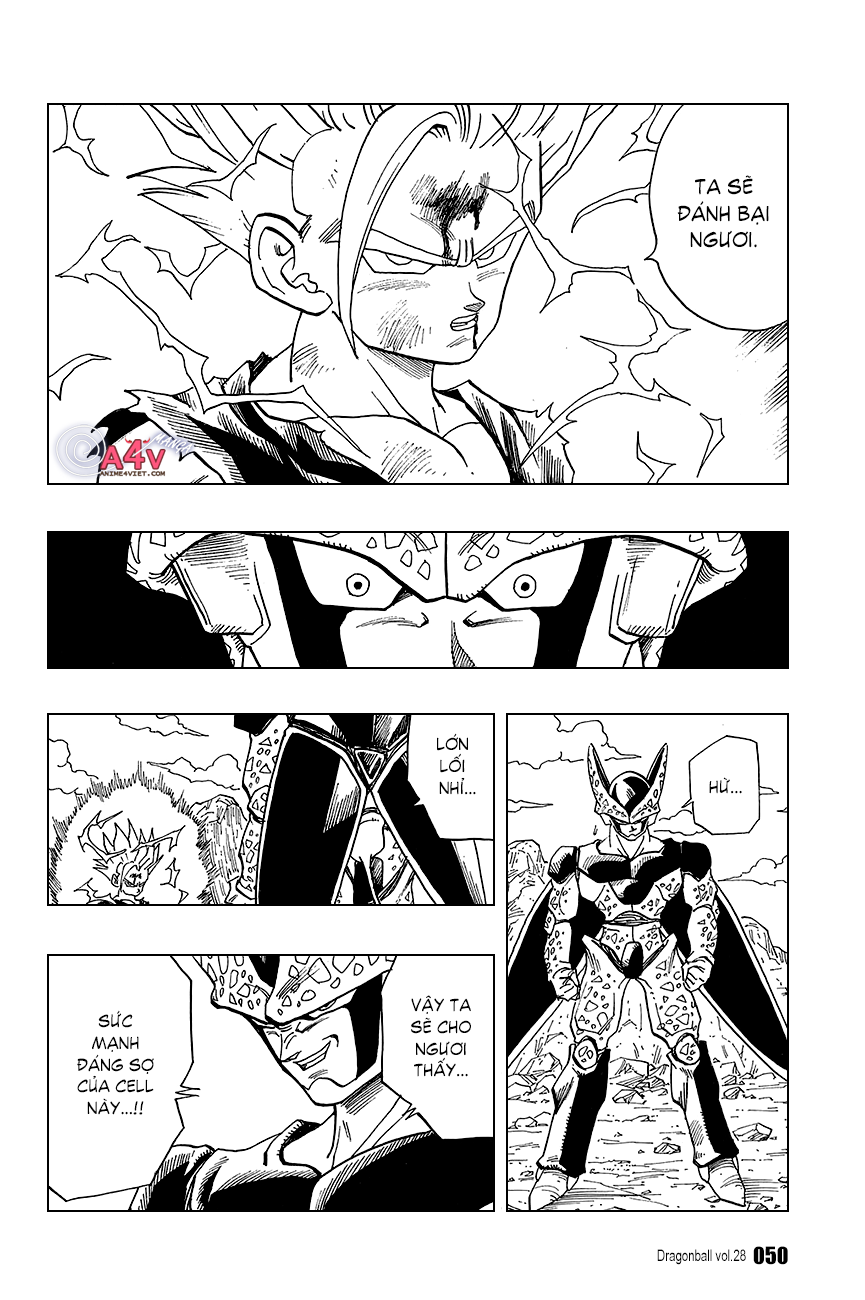 TA SẼ
ĐÁNH BẠI
NGƯƠI.
A4V
MANGA
ANIME4VIET.COM
HỪ...
LỚN
LỐI
NHỈ...
VẬY TA
SẼ CHO
NGƯƠI
THẤY...
SỨC
MẠNH
ĐÁNG SỢ
CỦA CELL
NÀY...!!
Dragonball vol.28 050